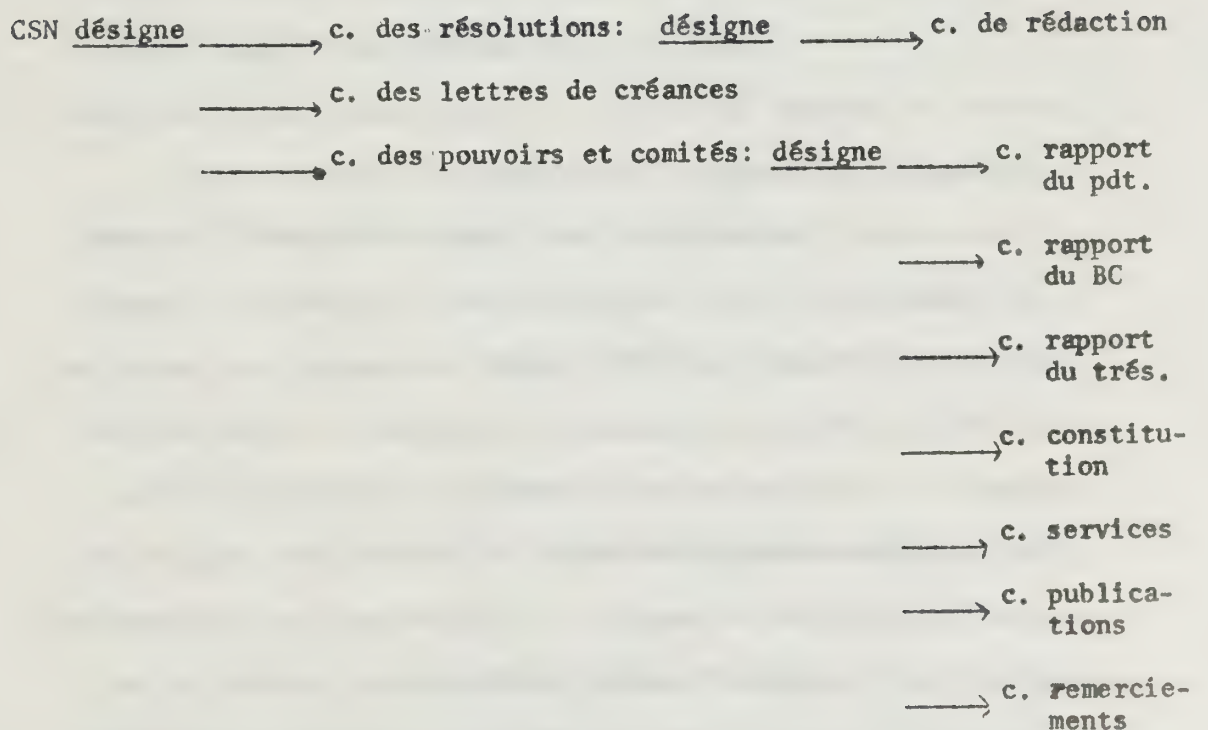 CSN désigne c. des résolutions: désigne c. de rédaction
c. des lettres de créances
c. des pouvoirs et comités: désigne c. rapport
du pdt.
c. rapport
du BC
c. rapport
du trés.
c. constitu-
tion
c. services
c. publica-
tions
c. remercie-
ments